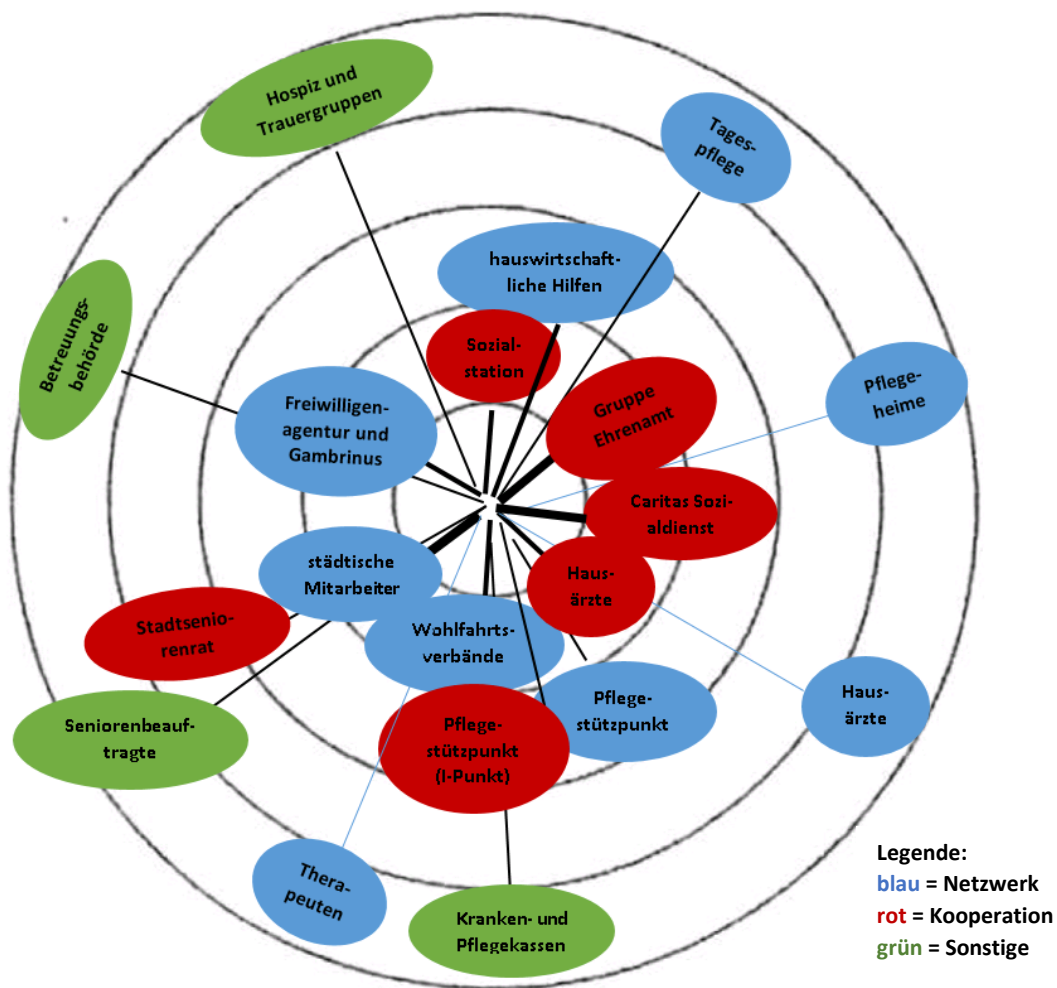 Hospiz und
Trauergruppen
Tages-
pflege
hauswirtschaft-
liche Hilfen
Betreuungs-
behörde
Sozial-
station
Gruppe
Ehrenamt
Pflege-
heime
Freiwilligen-
agentur und
Gambrinus
Caritas Sozi-
aldienst
städtische
Mitarbeiter
Haus-
ärzte
Stadtsenio-
renrat
Wohlfahrts-
verbände
Haus-
ärzte
Seniorenbeauf-
tragte
Pflege-
stützpunkt
(I-Punkt)
Pflege-
stützpunkt
Thera-
peuten
Kranken- und
Pflegekassen
Legende:
blau = Netzwerk
rot = Kooperation
grün = Sonstige